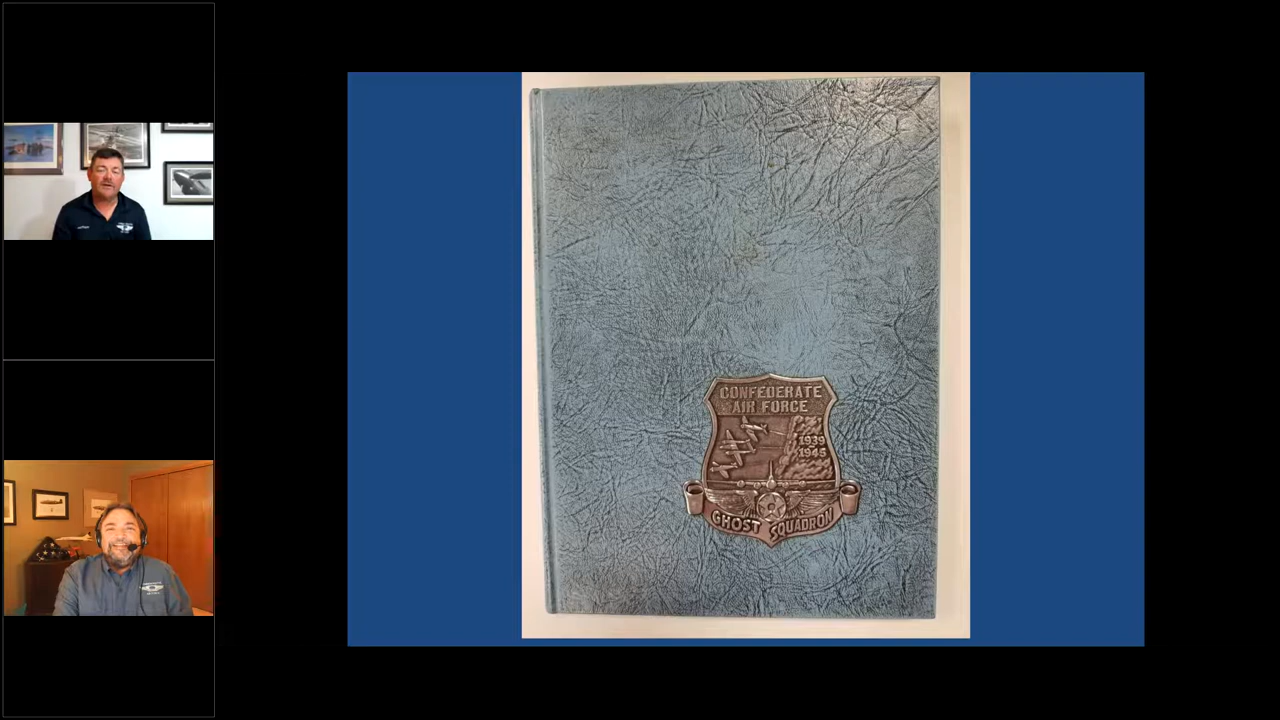 CONFEDERATE
AIR FORCE
1939
1945
GHOST SQUADRON